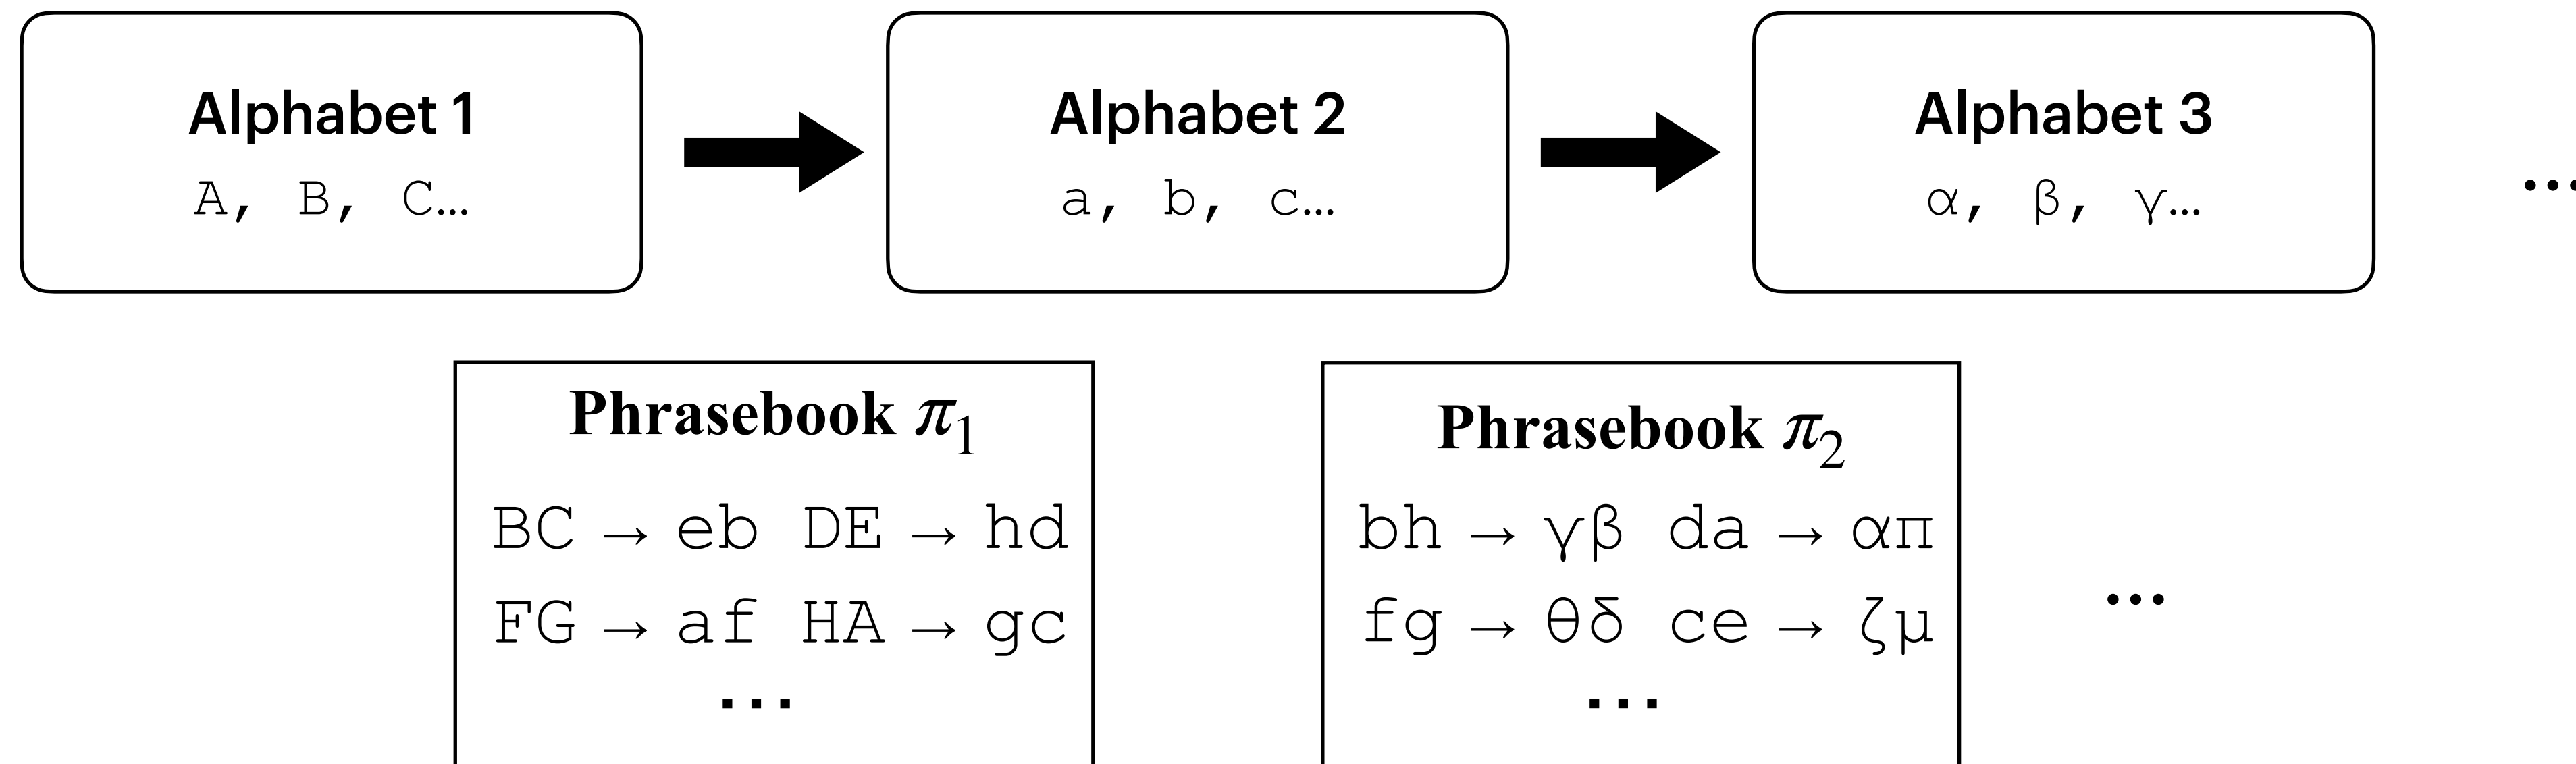 Alphabet 1
A, B, C…
Alphabet 2
a, b, c…
Alphabet 3
α, β, γ…
…
Phrasebook π1
BC → eb DE → hd
FG → af HA → gc
...
Phrasebook π2
bh → γβ da → απ
fg → θδ ce → ζμ
...
…